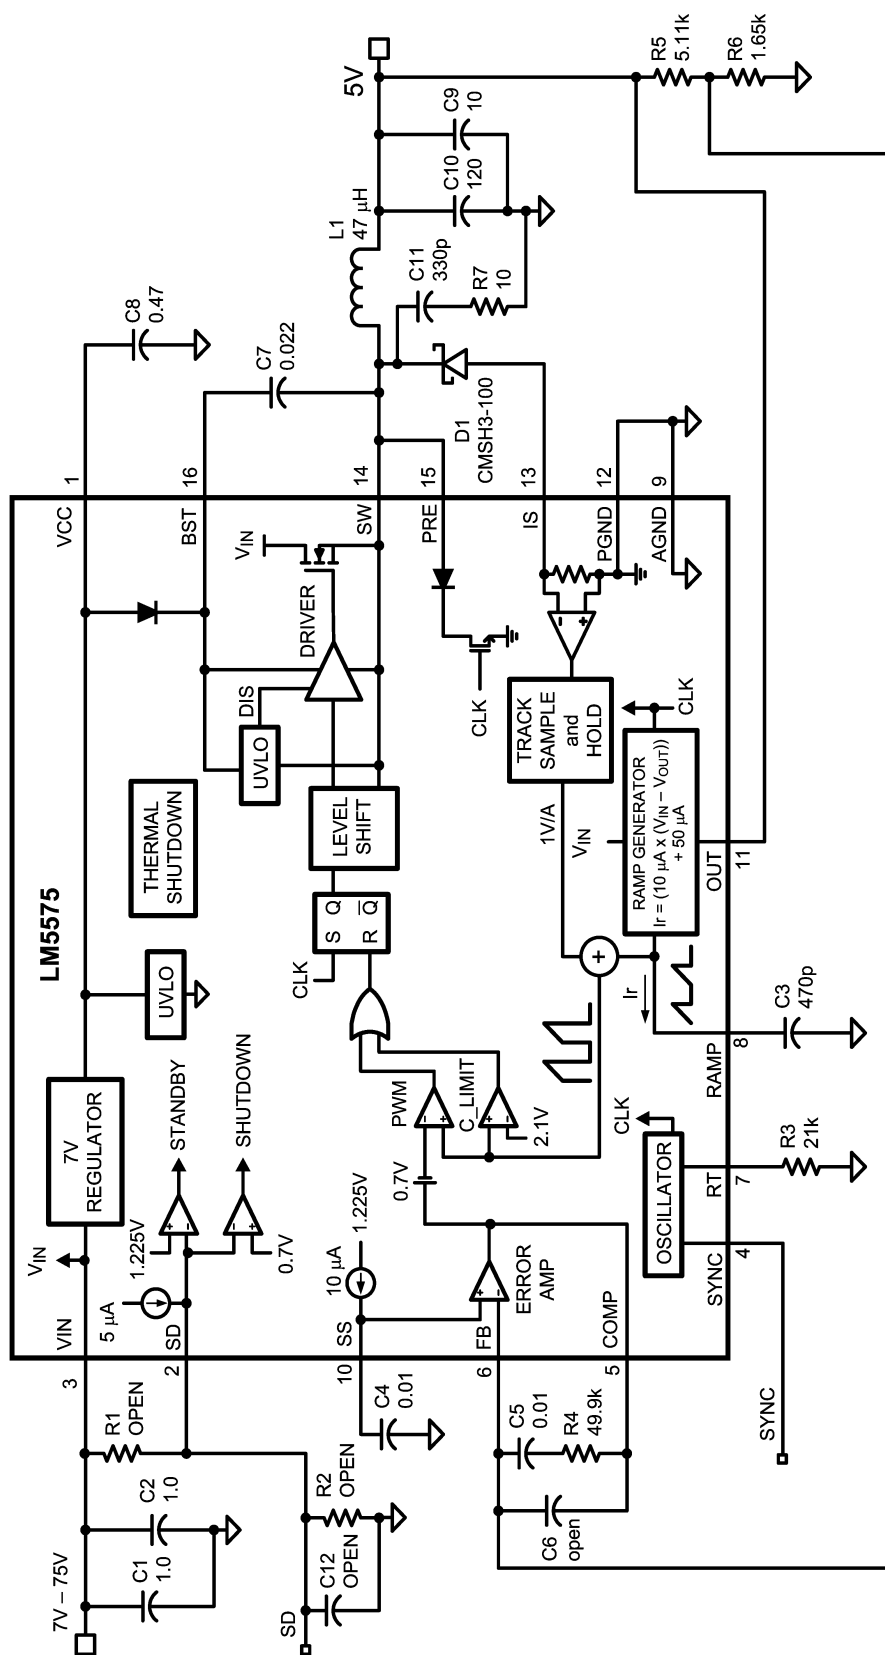 7V – 75V
C1
1.0
C2
1.0
R1
OPEN
SD
C12
OPEN
R2
OPEN
3
VIN
2
SD
5 µA
VIN
LM5575
7V
REGULATOR
1.225V
STANDBY
SHUTDOWN
0.7V
UVLO
THERMAL
SHUTDOWN
VCC
1
C8
0.47
BST
16
C7
0.022
UVLO
DIS
DRIVER
VIN
LEVEL
SHIFT
CLK
S Q
R Q
SW
14
L1
47 µH
5V
PRE
15
CLK
C11
330p
R7
10
C10
120
C9
10
D1
CMSH3-100
10
SS
10 µA
1.225V
C4
0.01
6
FB
ERROR
AMP
5
COMP
C5
0.01
R4
49.9k
C6
open
0.7V
PWM
C_LIMIT
2.1V
IS
13
PGND
12
AGND
9
TRACK
SAMPLE
and
HOLD
1V/A
+
VIN
RAMP GENERATOR
Ir = (10 µA x (VIN – VOUT))
+ 50 µA
CLK
Ir
OUT
11
R5
5.11k
R6
1.65k
OSCILLATOR
CLK
SYNC
4
SYNC
RT
7
R3
21k
RAMP
8
C3
470p